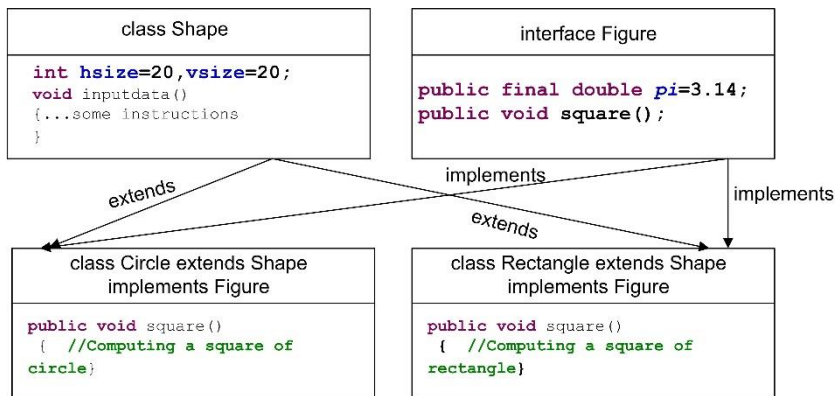 class Shape
int hsize=20,vsize=20;
void inputdata()
{...some instructions
}
interface Figure
public final double pi=3.14;
public void square();
extends
implements
extends
implements
class Circle extends Shape
implements Figure
public void square()
{ //Computing a square of
circle}
class Rectangle extends Shape
implements Figure
public void square()
{ //Computing a square of
rectangle}